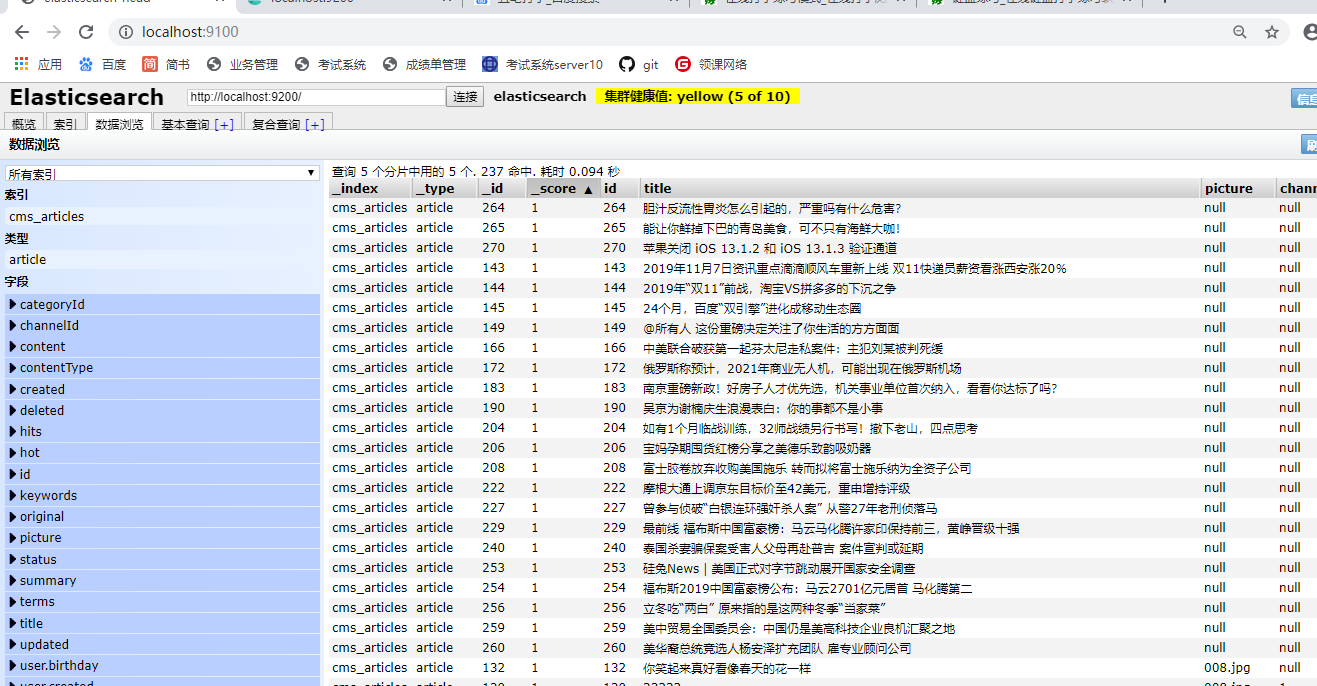 localhost:9100
应用 百度 简书 业务管理 考试系统 成绩单管理 考试系统server10 git 领课网络
Elasticsearch http://localhost:9200/ 连接 elasticsearch 集群健康值: yellow (5 of 10)
概览 索引 数据浏览 基本查询 [+] 复合查询 [+]
数据浏览
所有索引
索引
cms_articles
类型
article
字段
categoryId
channelId
content
contentType
created
deleted
hits
hot
id
keywords
original
picture
status
summary
terms
title
updated
user.birthday
查询 5 个分片中用的 5 个. 237 命中. 耗时 0.094 秒
_index _type _id _score ▲ id title picture
cms_articles article 264 1 264 胆汁反流性胃炎怎么引起的，严重吗有什么危害? null null
cms_articles article 265 1 265 能让你鲜掉下巴的青岛美食，可不只有海鲜大咖! null null
cms_articles article 270 1 270 苹果关闭 iOS 13.1.2 和 iOS 13.1.3 验证通道 null null
cms_articles article 143 1 143 2019年11月7日资讯重点滴滴顺风车重新上线 双11快递员薪资看涨西安涨20% null null
cms_articles article 144 1 144 2019年“双11”前战，淘宝VS拼多多的下沉之争 null null
cms_articles article 145 1 145 24个月，百度“双引擎”进化成移动生态圈 null null
cms_articles article 149 1 149 @所有人 这份重磅决定关注了你生活的方方面面 null null
cms_articles article 166 1 166 中美联合破获第一起芬太尼走私案件：主犯刘某被判死缓 null null
cms_articles article 172 1 172 俄罗斯称预计，2021年商业无人机，可能出现在俄罗斯机场 null null
cms_articles article 183 1 183 南京重磅新政！好房子人才优先选，机关事业单位首次纳入，看看你达标了吗? null null
cms_articles article 190 1 190 吴京为谢楠庆生浪漫表白：你的事都不是小事 null null
cms_articles article 204 1 204 如有1个月临战训练，32师战绩另行书写！撤下老山，四点思考 null null
cms_articles article 206 1 206 宝妈孕期囤货红榜分享之美德乐致韵吸奶器 null null
cms_articles article 208 1 208 富士胶卷放弃收购美国施乐 转而拟将富士施乐纳为全资子公司 null null
cms_articles article 222 1 222 摩根大通上调京东目标价至42美元，重申增持评级 null null
cms_articles article 227 1 227 曾参与侦破“白银连环强奸杀人案” 从警27年老刑侦落马 null null
cms_articles article 229 1 229 最前线 福布斯中国富豪榜：马云马化腾许家印保持前三，黄峥晋级十强 null null
cms_articles article 240 1 240 泰国杀妻骗保案受害人父母再赴普吉 案件宣判或延期 null null
cms_articles article 253 1 253 硅兔News | 美国正式对字节跳动展开国家安全调查 null null
cms_articles article 254 1 254 福布斯2019中国富豪榜公布：马云2701亿元居首 马化腾第二 null null
cms_articles article 256 1 256 立冬吃“两白” 原来指的是这两种冬季“当家菜” null null
cms_articles article 259 1 259 美中贸易全国委员会：中国仍是美高科技企业良机汇聚之地 null null
cms_articles article 260 1 260 美华裔总统竞选人杨安泽扩充团队 雇专业顾问公司 null null
cms_articles article 132 1 132 你笑起来真好看像春天的花一样 008.jpg null